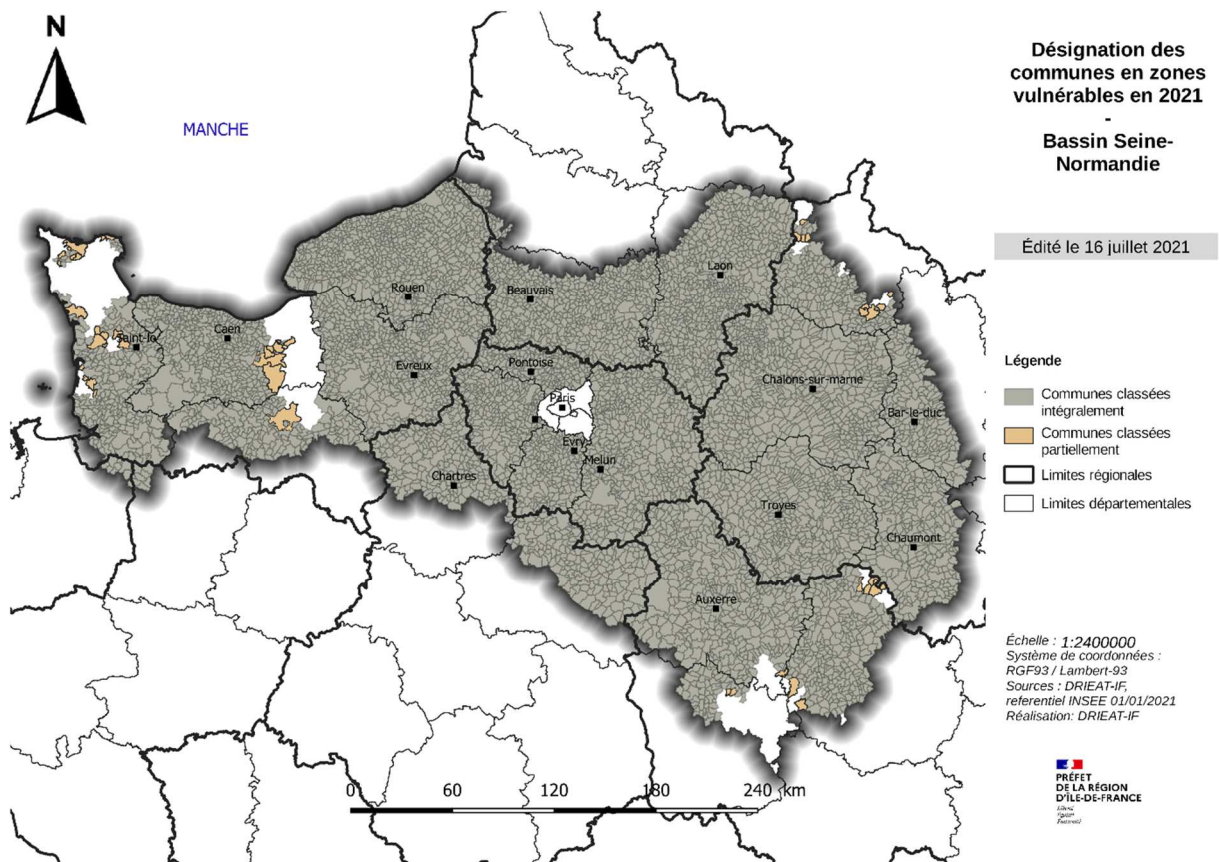 N
MANCHE
Désignation des
communes en zones
vulnérables en 2021
-
Bassin Seine-
Normandie
Édité le 16 juillet 2021
Légende
Communes classées
intégralement
Communes classées
partiellement
Limites régionales
Limites départementales
Laon
Rouen
Beauvais
Caen
Saint-lo
Evreux
Pontoise
Paris
Chalons-sur-marne
Bar-le-duc
Evry
Melun
Chartres
Troyes
Chaumont
Auxerre
0 60 120 180 240 km
Échelle : 1:2400000
Système de coordonnées :
RGF93 / Lambert-93
Sources : DRIEAT-IF,
referentiel INSEE 01/01/2021
Réalisation: DRIEAT-IF
PRÉFET
DE LA RÉGION
D'ÎLE-DE-FRANCE